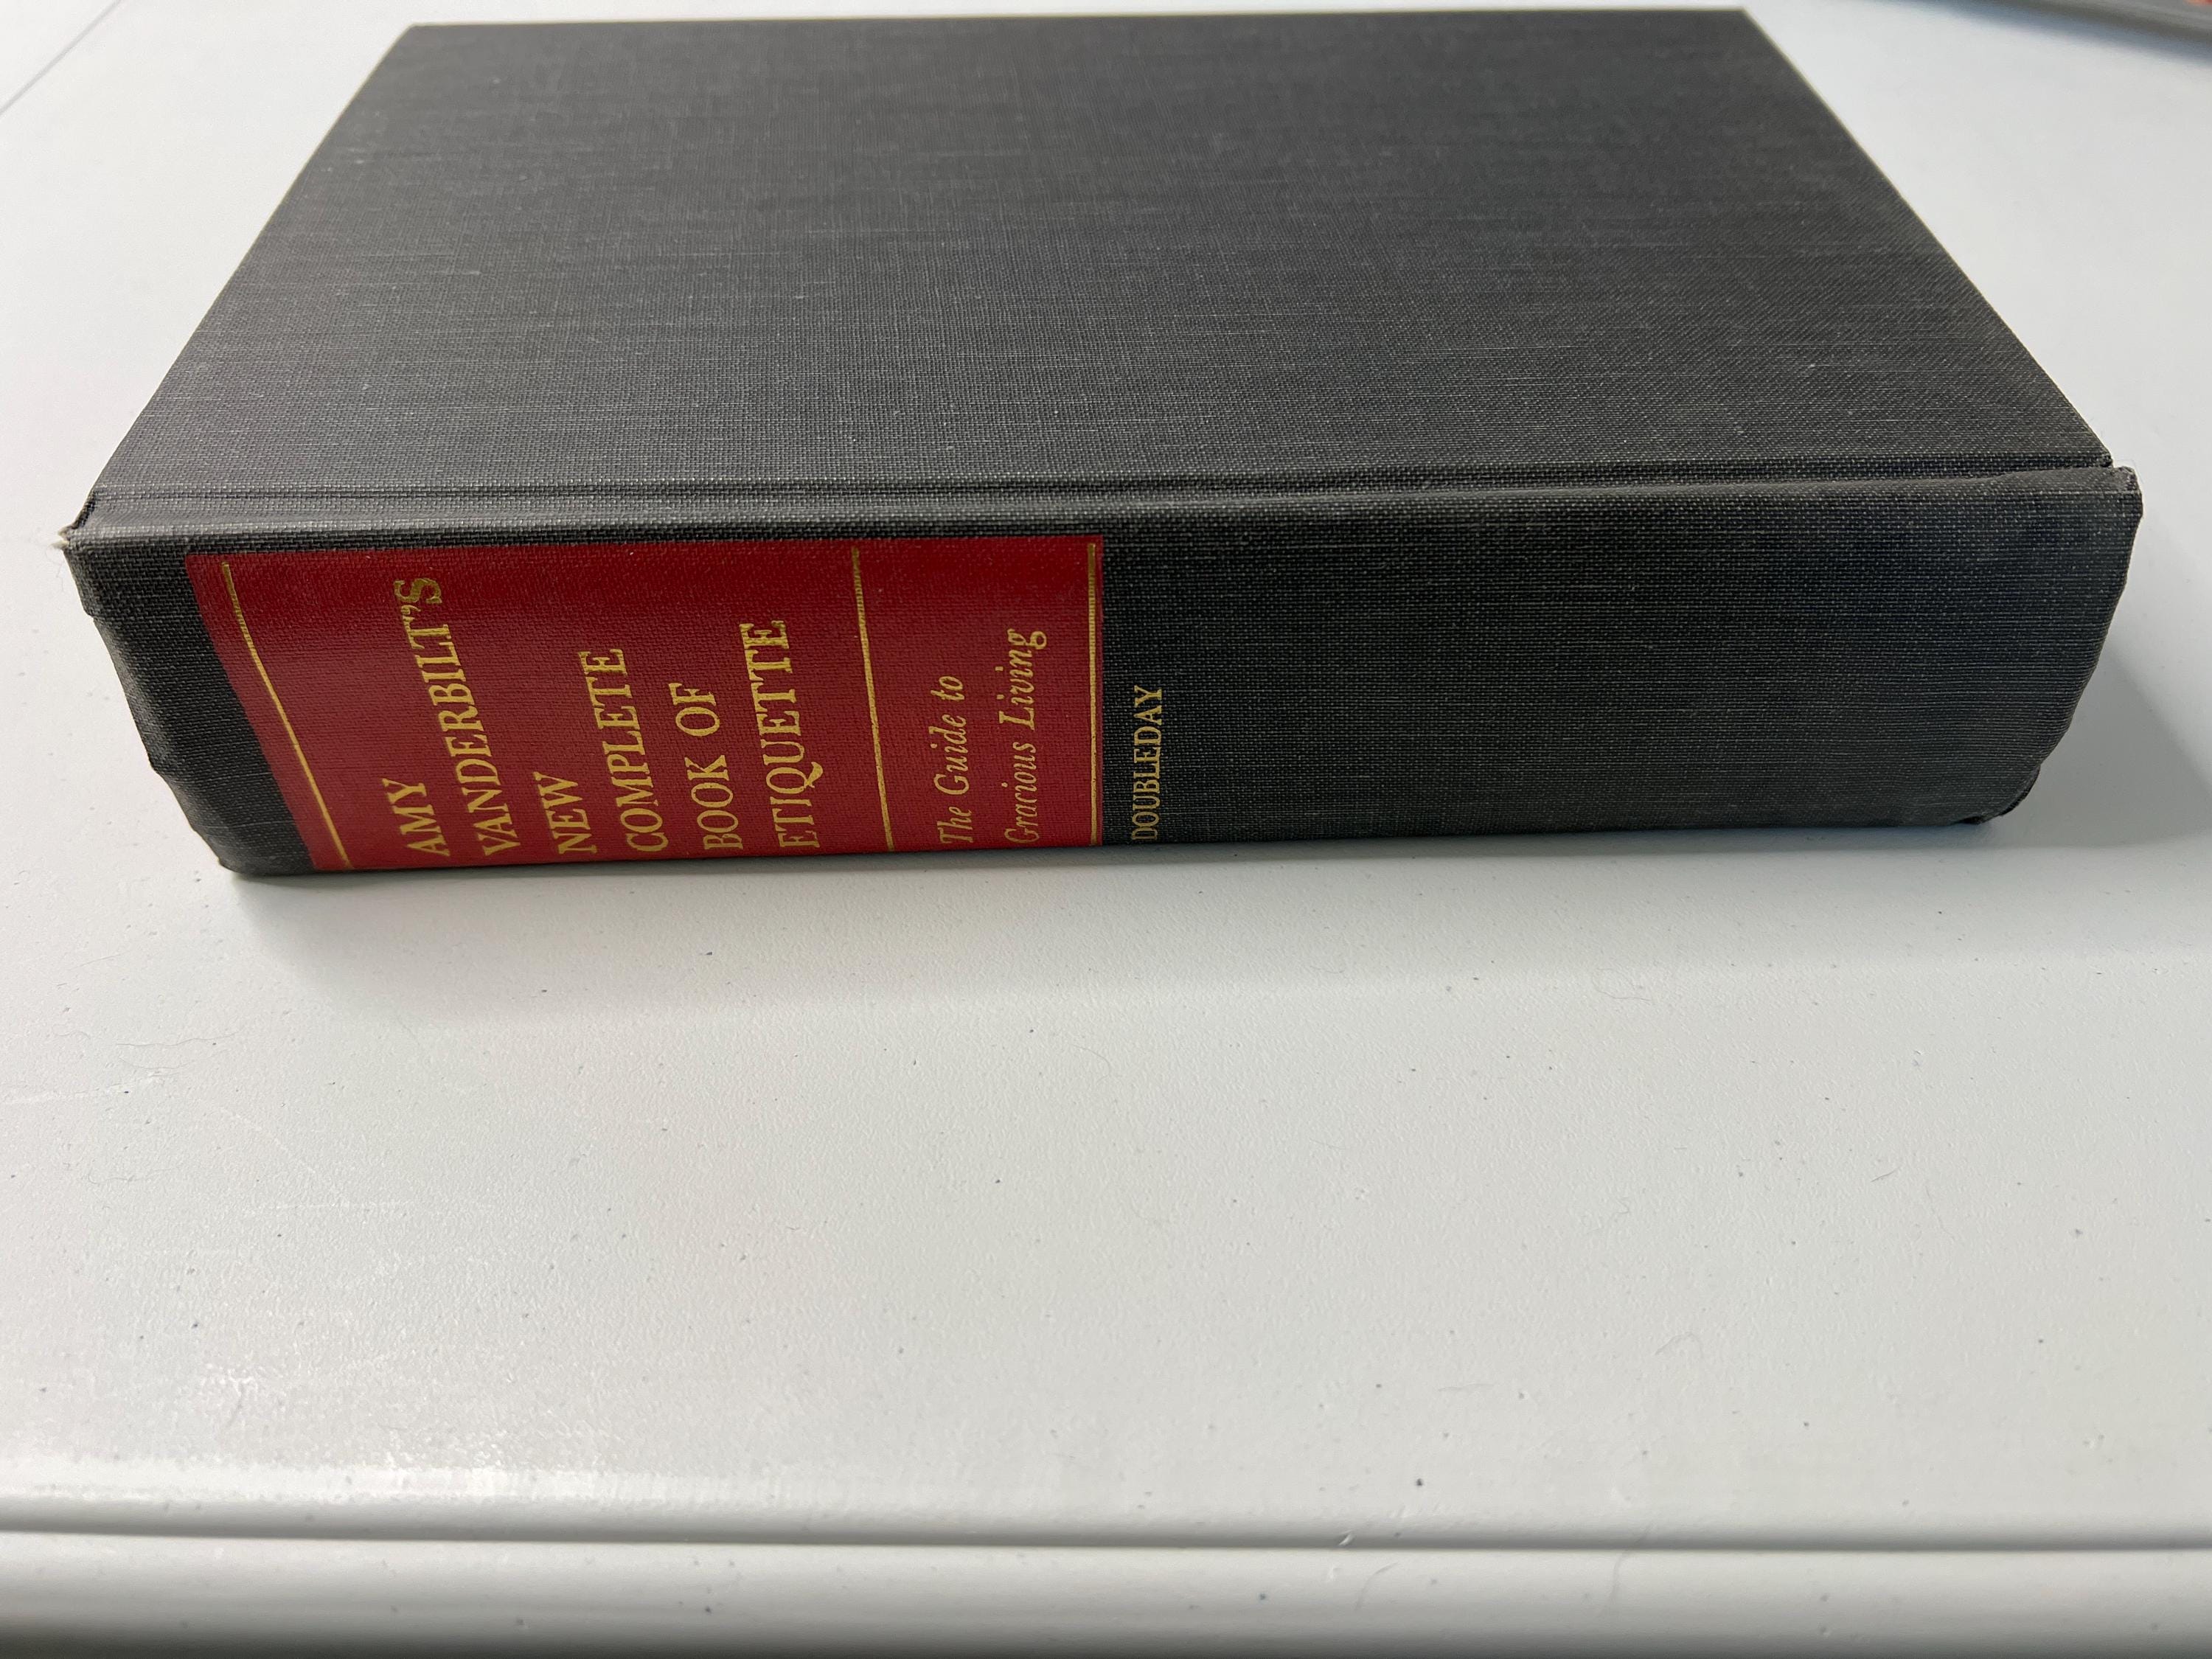 AMY
VANDERBILT'S
NEW
COMPLETE
BOOK OF
ETIQUETTE
The Guide to
Gracious Living
DOUBLEDAY